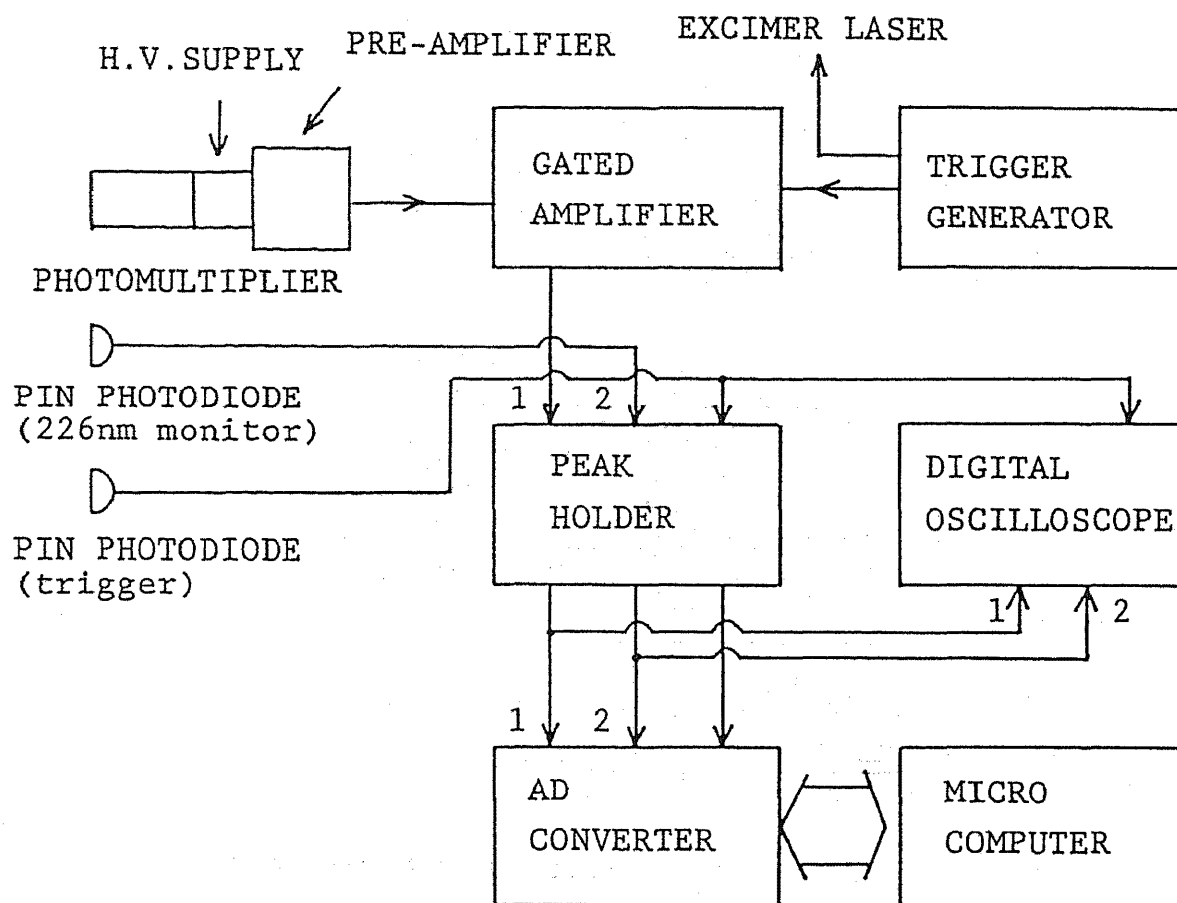 EXCIMER LASER
PRE-AMPLIFIER
H.V.SUPPLY
GATED
AMPLIFIER
TRIGGER
GENERATOR
PHOTOMULTIPLIER
PIN PHOTODIODE
(226nm monitor)
1
2
PEAK
HOLDER
DIGITAL
OSCILLOSCOPE
PIN PHOTODIODE
(trigger)
1
2
1
2
AD
CONVERTER
MICRO
COMPUTER